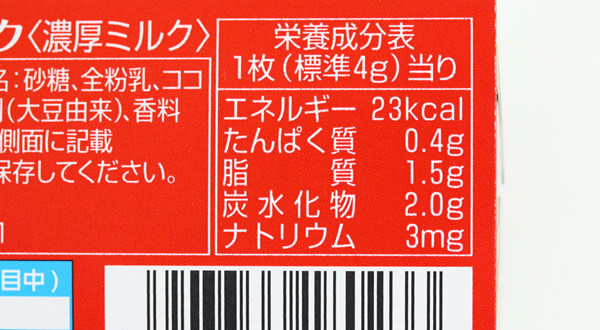 ク〈濃厚ミルク〉
名:砂糖、全粉乳、ココ
(大豆由来)、香料
側面に記載
保存してください。
1
目中)
栄養成分表
1枚(標準4g)当り
エネルギー 23kcal
たんぱく質 0.4g
脂質 1.5g
炭水化物 2.0g
ナトリウム 3mg